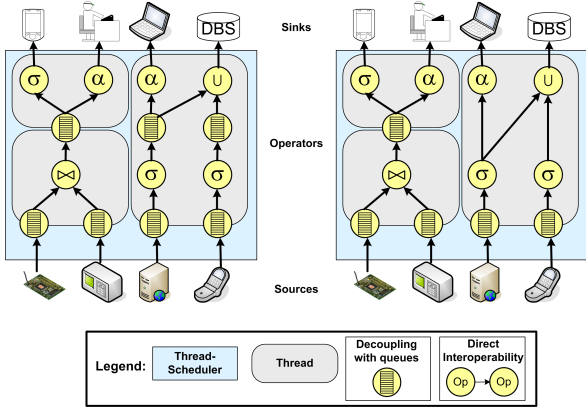 DBS
Sinks
DBS
σ
α
α
∪
σ
α
α
∪
Operators
⋈
σ
σ
⋈
σ
σ
Sources
Legend:
Thread-
Scheduler
Thread
Decoupling
with queues
Direct
Interoperability
Op
Op